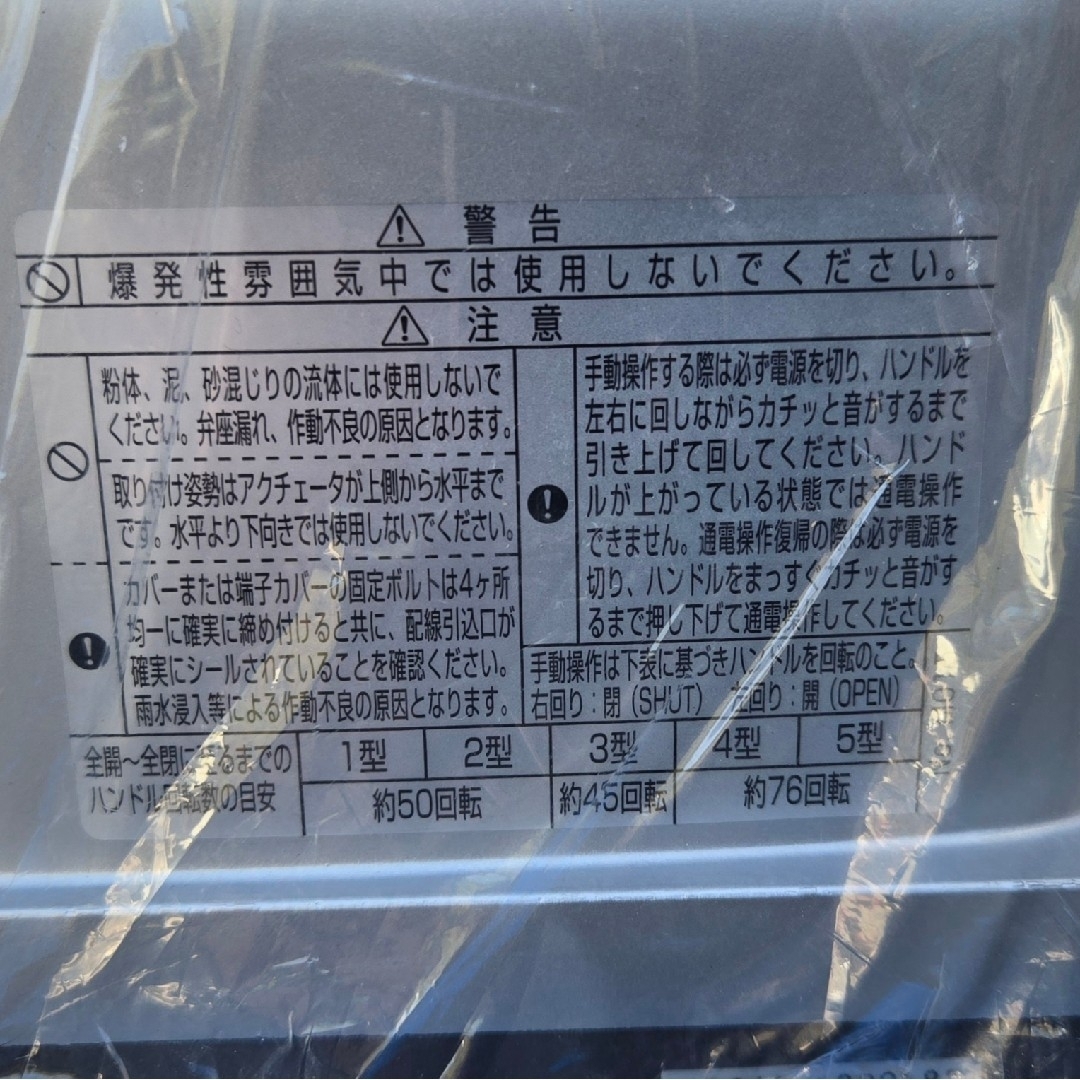 警告
爆発性雰囲気中では使用しないでください。
注意
粉体、泥、砂混じりの流体には使用しないで
ください。弁座漏れ、作動不良の原因となります。
取り付け姿勢はアクチェータが上側から水平まで
です。水平より下向きでは使用しないでください。
カバーまたは端子カバーの固定ボルトは4ヶ所
均一に確実に締め付けると共に、配線引込口が
確実にシールされていることを確認ください。
雨水浸入等による作動不良の原因となります。
手動操作する際は必ず電源を切り、ハンドルを
左右に回しながらカチッと音がするまで
引き上げて回してください。ハンド
ルが上がっている状態では通電操作
できません。通電操作復帰の際は必ず電源を
切り、ハンドルをまっすぐカチッと音がす
るまで押し下げて通電操作してください。
手動操作は下表に基づきハンドルを回転のこと。
右回り：閉（SHUT） 左回り：開（OPEN）
全開～全閉に至るまでの
ハンドル回転数の目安
1型 2型 3型 4型 5型
約50回転 約45回転 約76回転